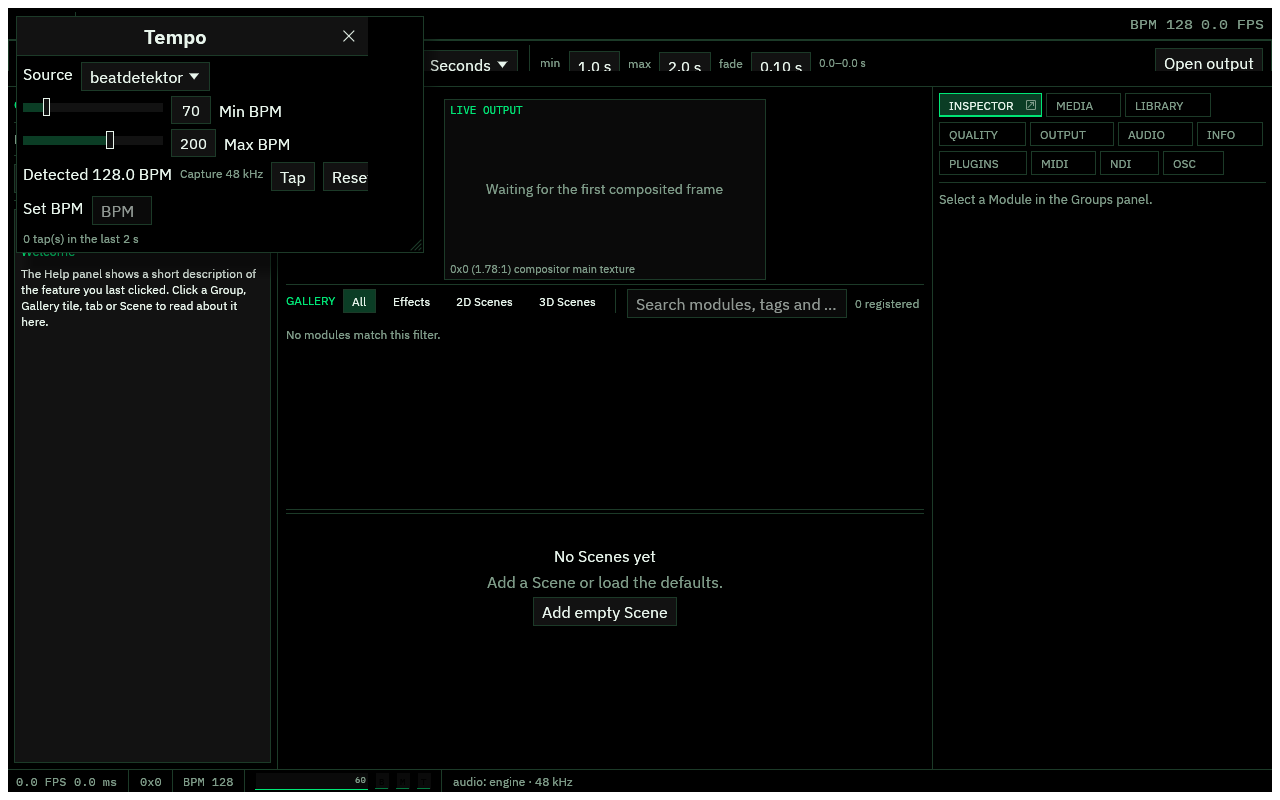 BPM 128 0.0 FPS
Tempo
Source beatdetektor
70 Min BPM
200 Max BPM
Detected 128.0 BPM Capture 48 kHz Tap Rese
Set BPM BPM
0 tap(s) in the last 2 s
Seconds min 1.0 s max 2.0 s fade 0.10 s 0.0–0.0 s Open output
Welcome
The Help panel shows a short description of
the feature you last clicked. Click a Group,
Gallery tile, tab or Scene to read about it
here.
LIVE OUTPUT
Waiting for the first composited frame
0x0 (1.78:1) compositor main texture
GALLERY All Effects 2D Scenes 3D Scenes Search modules, tags and ... 0 registered
No modules match this filter.
No Scenes yet
Add a Scene or load the defaults.
Add empty Scene
INSPECTOR MEDIA LIBRARY
QUALITY OUTPUT AUDIO INFO
PLUGINS MIDI NDI OSC
Select a Module in the Groups panel.
0.0 FPS 0.0 ms 0x0 BPM 128 60 audio: engine · 48 kHz